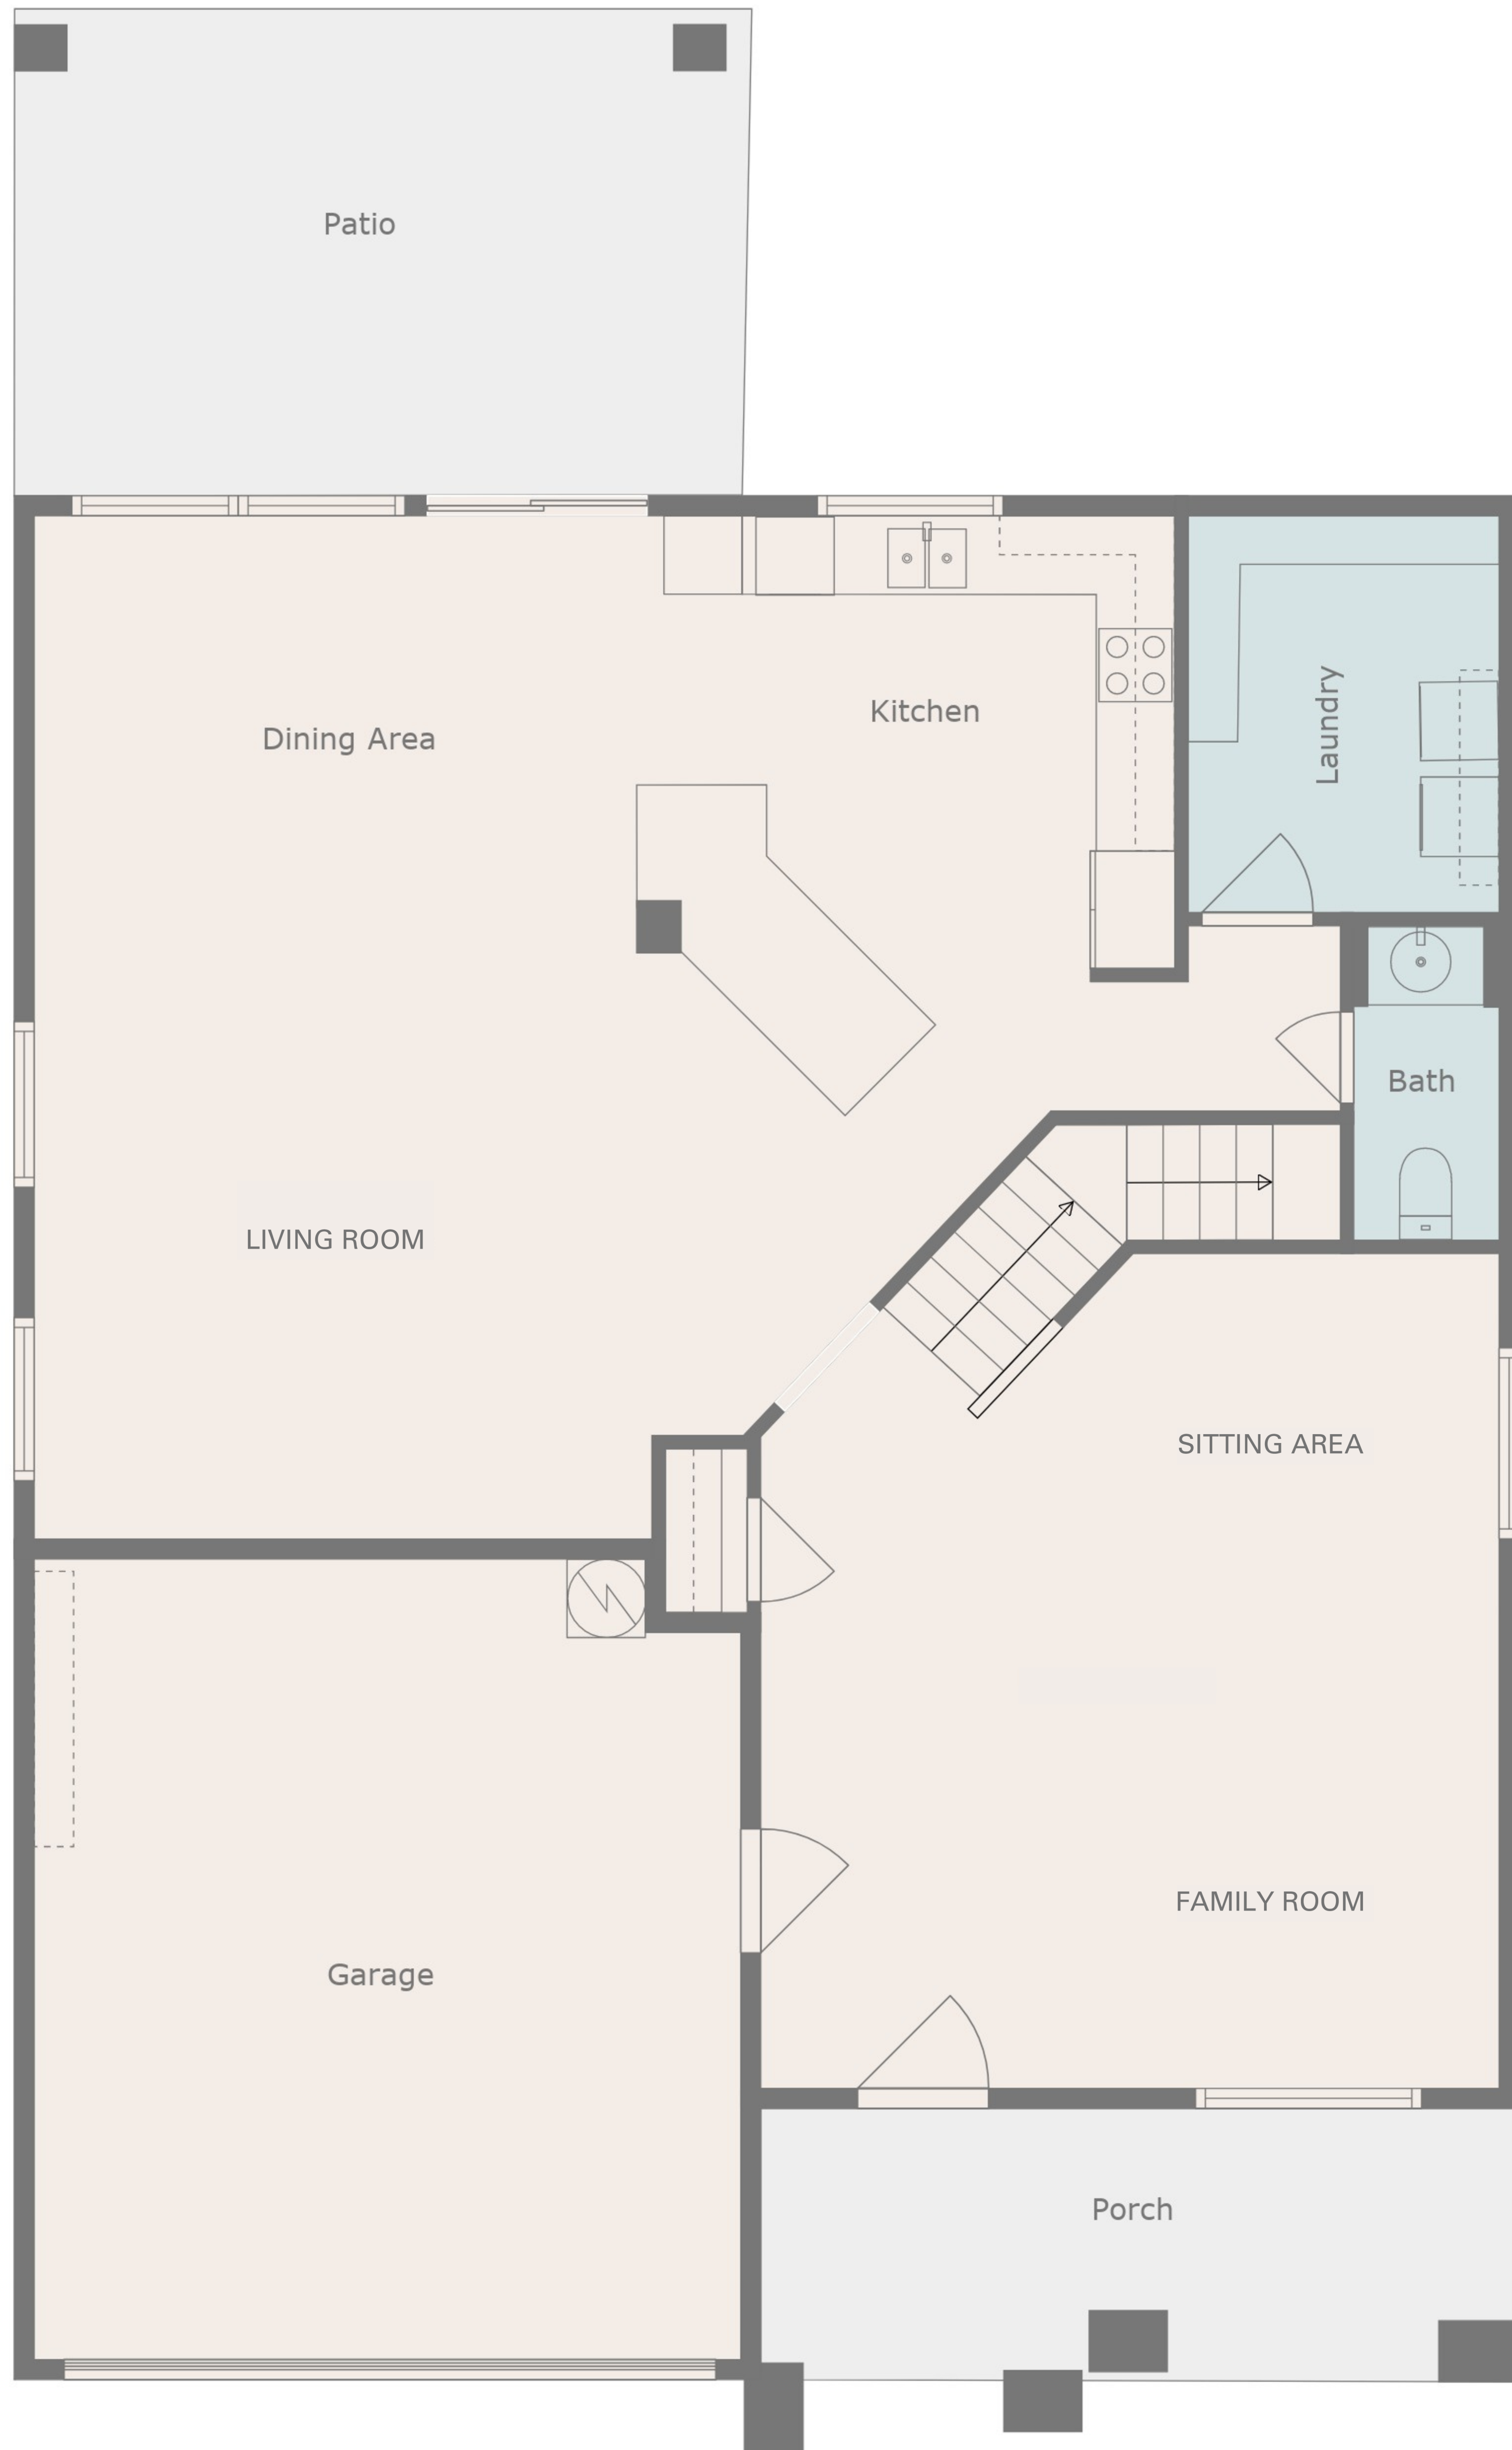 Patio
Dining Area
Kitchen
Laundry
Bath
LIVING ROOM
SITTING AREA
FAMILY ROOM
Garage
Porch